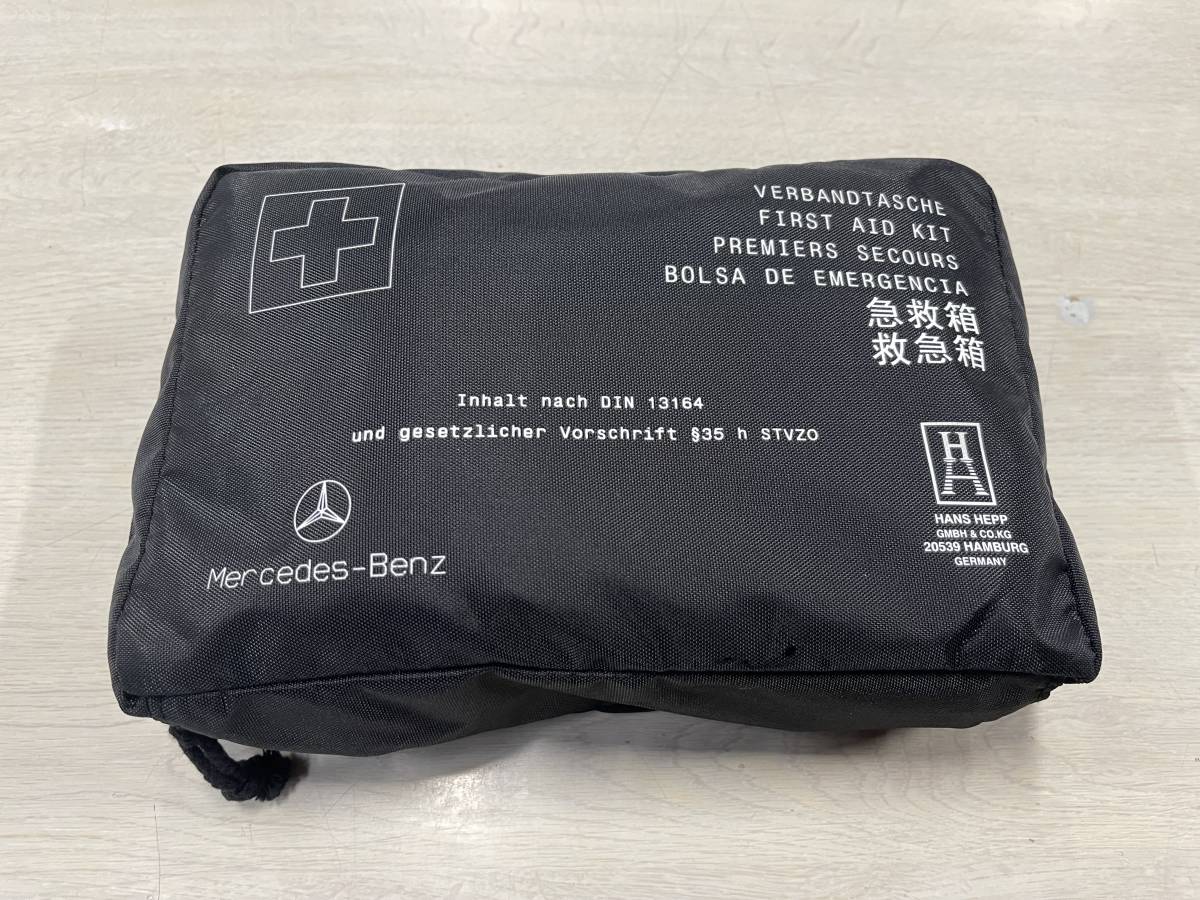 VERBANDTASCHE
FIRST AID KIT
PREMIERS SECOURS
BOLSA DE EMERGENCIA
急救箱
救急箱
Inhalt nach DIN 13164
und gesetzlicher Vorschrift §35 h STVZO
Mercedes-Benz
HA
HANS HEPP
GMBH & CO.KG
20539 HAMBURG
GERMANY